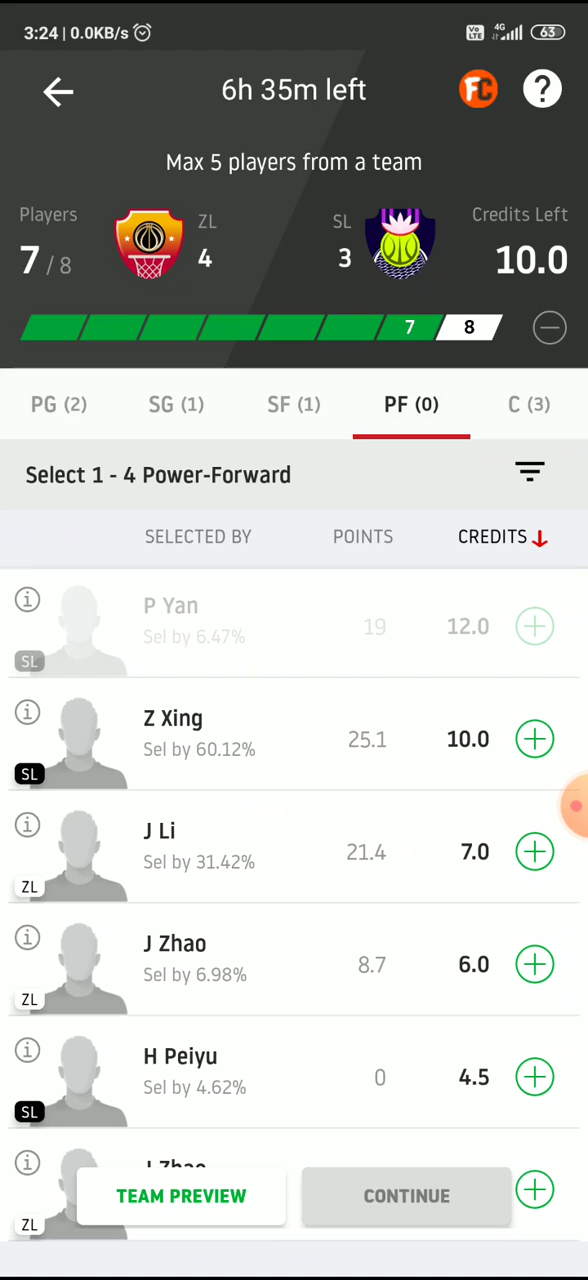 3:24 | 0.0KB/s
Vo LTE 4G 63
6h 35m left
FC ?
Max 5 players from a team
Players ZL SL Credits Left
7 / 8 4 3 10.0
7 8
PG (2) SG (1) SF (1) PF (0) C (3)
Select 1 - 4 Power-Forward
SELECTED BY POINTS CREDITS
P Yan
Sel by 6.47% 19 12.0
SL
Z Xing
Sel by 60.12% 25.1 10.0
SL
J Li
Sel by 31.42% 21.4 7.0
ZL
J Zhao
Sel by 6.98% 8.7 6.0
ZL
H Peiyu
Sel by 4.62% 0 4.5
SL
J Zhao
TEAM PREVIEW CONTINUE
ZL